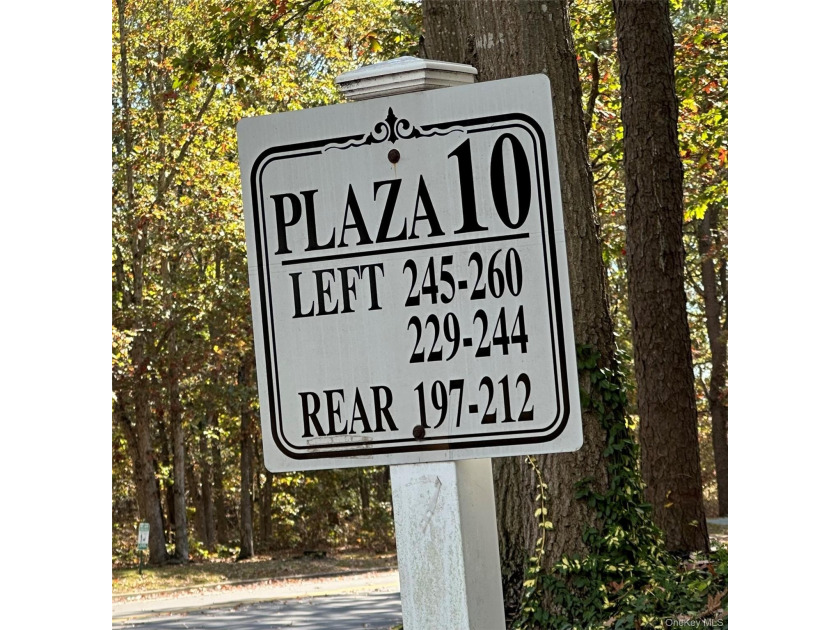 PLAZA 10
LEFT 245-260
229-244
REAR 197-212
OneKey MLS